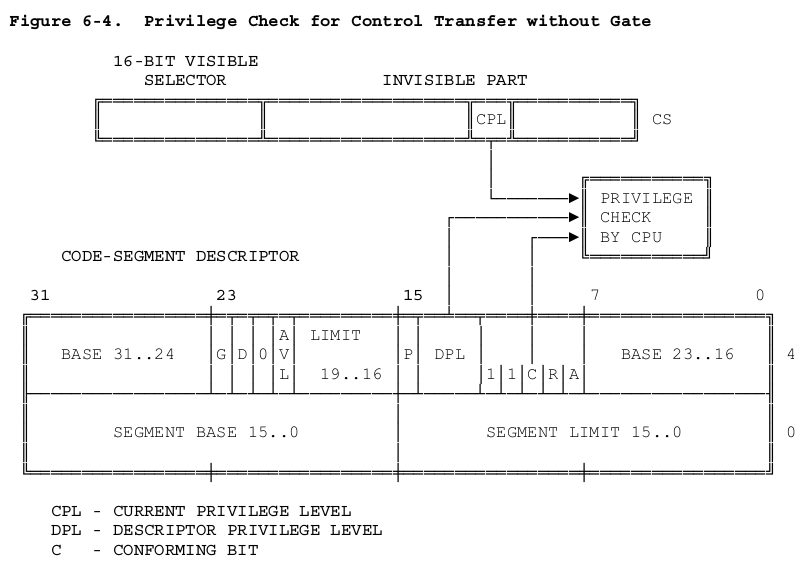 Figure 6-4.  Privilege Check for Control Transfer without Gate
16-BIT VISIBLE
SELECTOR INVISIBLE PART
CPL CS
PRIVILEGE
CHECK
BY CPU
CODE-SEGMENT DESCRIPTOR
31 23 15 7 0
A LIMIT
BASE 31..24 G D 0 V P DPL BASE 23..16 4
L 19..16 1 1 C R A
SEGMENT BASE 15..0 SEGMENT LIMIT 15..0 0
CPL - CURRENT PRIVILEGE LEVEL
DPL - DESCRIPTOR PRIVILEGE LEVEL
C   - CONFORMING BIT